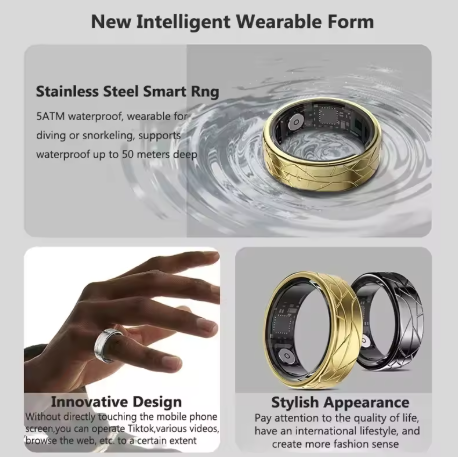 New Intelligent Wearable Form
Stainless Steel Smart Rng
5ATM waterproof, wearable for
diving or snorkeling, supports
waterproof up to 50 meters deep
Innovative Design
Without directly touching the mobile phone
screen,you can operate Tiktok,various videos,
browse the web, etc. to a certain extent
Stylish Appearance
Pay attention to the quality of life,
have an international lifestyle, and
create more fashion sense